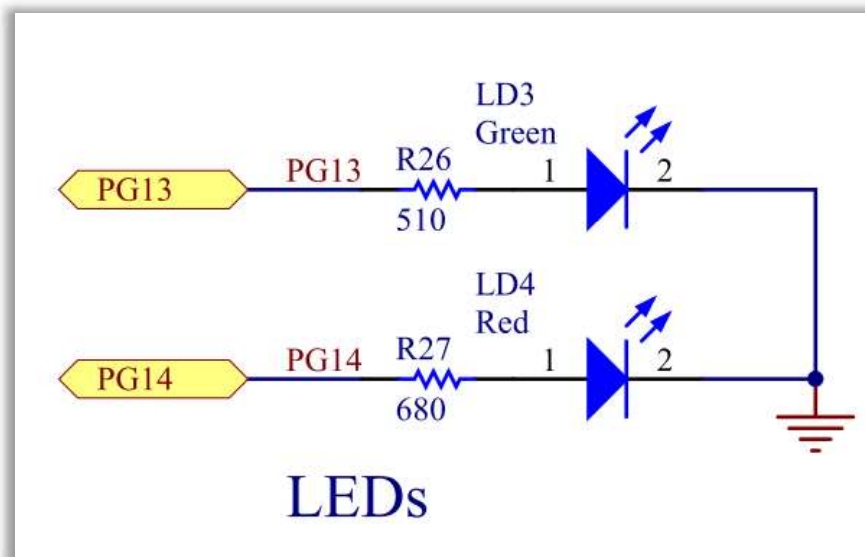 LD3
Green
PG13
PG13
R26
1
2
510
LD4
Red
PG14
PG14
R27
1
2
680
LEDs